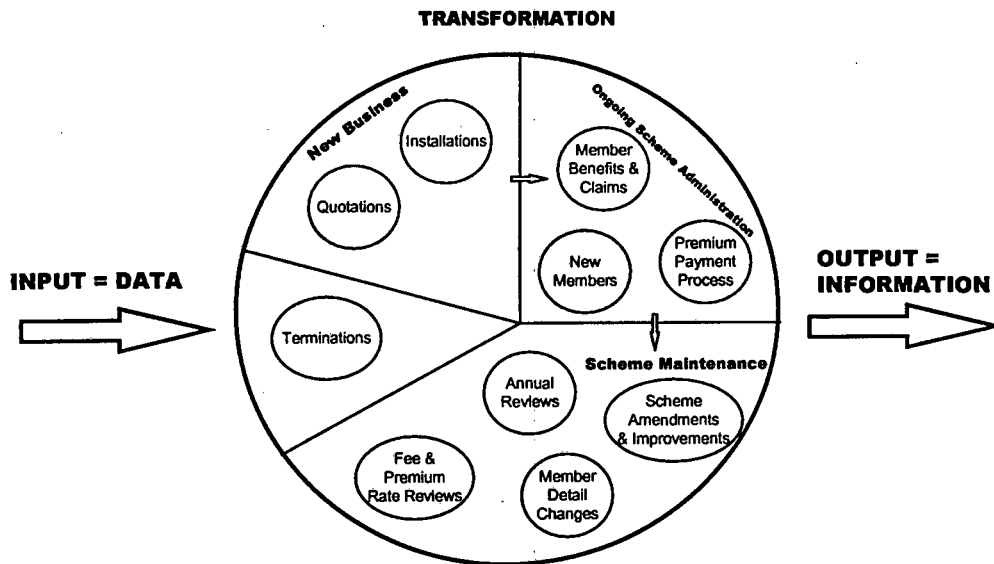 TRANSFORMATION
New Business
Installations
Quotations
Ongoing Scheme Administration
Member
Benefits &
Claims
New
Members
Premium
Payment
Process
INPUT = DATA
OUTPUT =
INFORMATION
Terminations
Scheme Maintenance
Annual
Reviews
Scheme
Amendments
& Improvements
Fee &
Premium
Rate Reviews
Member
Detail
Changes